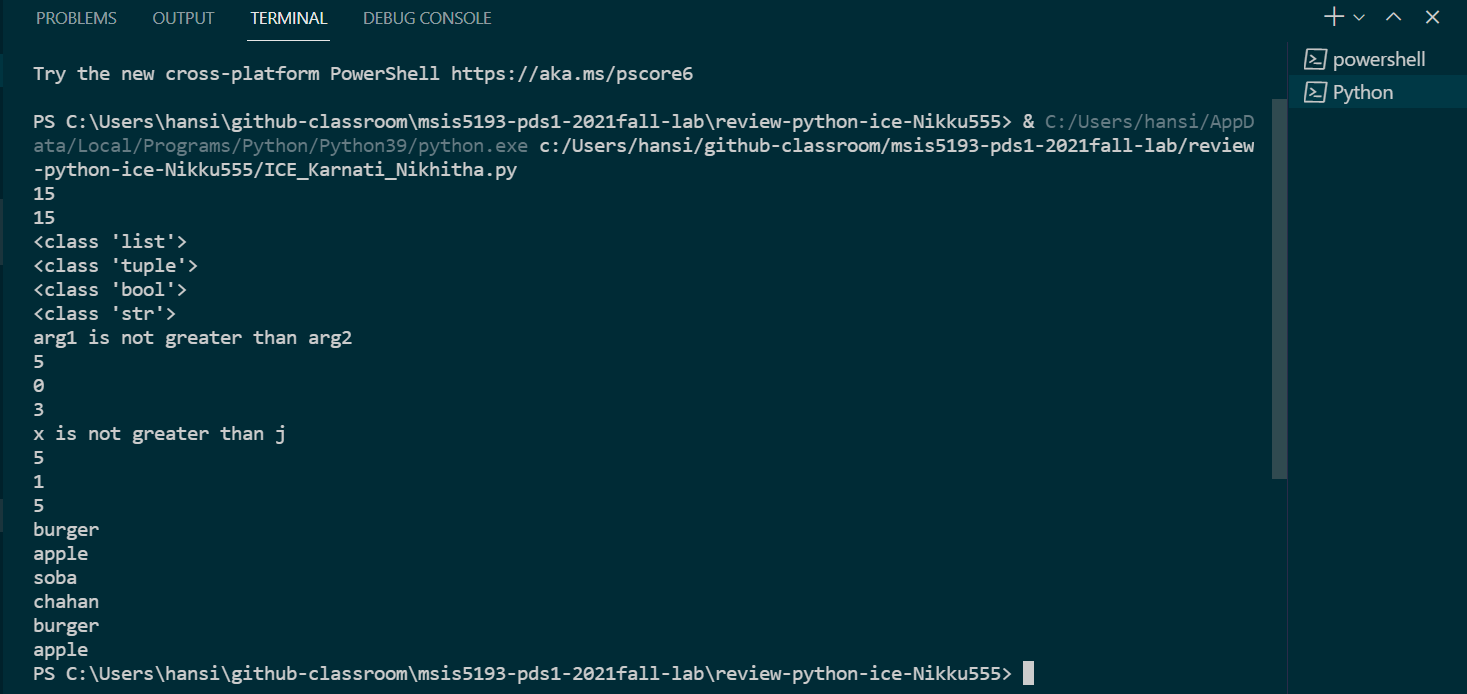 PROBLEMS OUTPUT TERMINAL DEBUG CONSOLE
powershell
Python
Try the new cross-platform PowerShell https://aka.ms/pscore6
PS C:\Users\hansi\github-classroom\msis5193-pds1-2021fall-lab\review-python-ice-Nikku555> & C:/Users/hansi/AppD
ata/Local/Programs/Python/Python39/python.exe c:/Users/hansi/github-classroom/msis5193-pds1-2021fall-lab/review
-python-ice-Nikku555/ICE_Karnati_Nikhitha.py
15
15
<class 'list'>
<class 'tuple'>
<class 'bool'>
<class 'str'>
arg1 is not greater than arg2
5
0
3
x is not greater than j
5
1
5
burger
apple
soba
chahan
burger
apple
PS C:\Users\hansi\github-classroom\msis5193-pds1-2021fall-lab\review-python-ice-Nikku555>